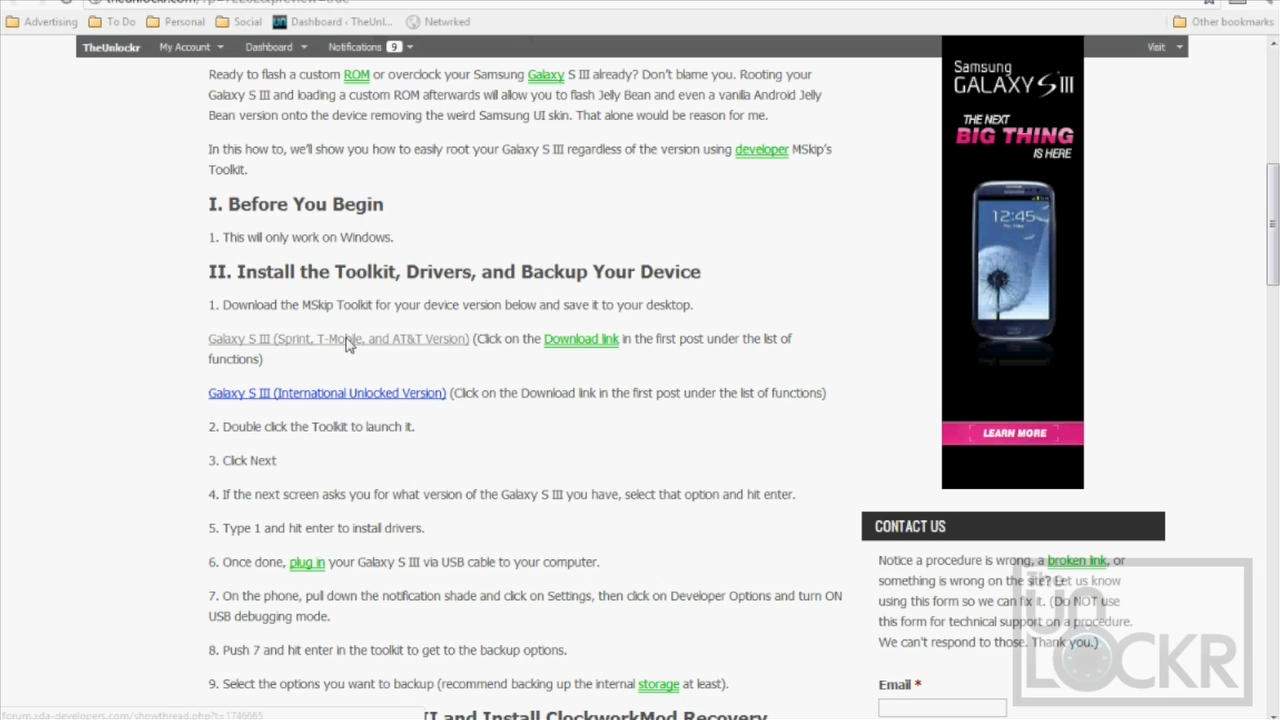 Advertising To Do Personal Social Dashboard ‹ TheUnl... Netwrked Other bookmarks
TheUnlockr My Account Dashboard Notifications 9 Visit
Ready to flash a custom ROM or overclock your Samsung Galaxy S III already? Don't blame you. Rooting your
Galaxy S III and loading a custom ROM afterwards will allow you to flash Jelly Bean and even a vanilla Android Jelly
Bean version onto the device removing the weird Samsung UI skin. That alone would be reason for me.
In this how to, we'll show you how to easily root your Galaxy S III regardless of the version using developer MSkip's
Toolkit.
I. Before You Begin
1. This will only work on Windows.
II. Install the Toolkit, Drivers, and Backup Your Device
1. Download the MSkip Toolkit for your device version below and save it to your desktop.
Galaxy S III (Sprint, T-Mobile, and AT&T Version) (Click on the Download link in the first post under the list of
functions)
Galaxy S III (International Unlocked Version) (Click on the Download link in the first post under the list of functions)
2. Double click the Toolkit to launch it.
3. Click Next
4. If the next screen asks you for what version of the Galaxy S III you have, select that option and hit enter.
5. Type 1 and hit enter to install drivers.
6. Once done, plug in your Galaxy S III via USB cable to your computer.
7. On the phone, pull down the notification shade and click on Settings, then click on Developer Options and turn ON
USB debugging mode.
8. Push 7 and hit enter in the toolkit to get to the backup options.
9. Select the options you want to backup (recommend backing up the internal storage at least).
and Install ClockworkMod Recovery
forum.xda-developers.com/showthread.php?t=1746665
Samsung
GALAXY S III
THE NEXT
BIG THING
IS HERE
12:45
LEARN MORE
CONTACT US
Notice a procedure is wrong, a broken link, or
something is wrong on the site? Let us know
using this form so we can fix it. (Do NOT use
this form for technical support on a procedure.
We can't respond to those. Thank you.)
Email *
The
UN
LOCKR